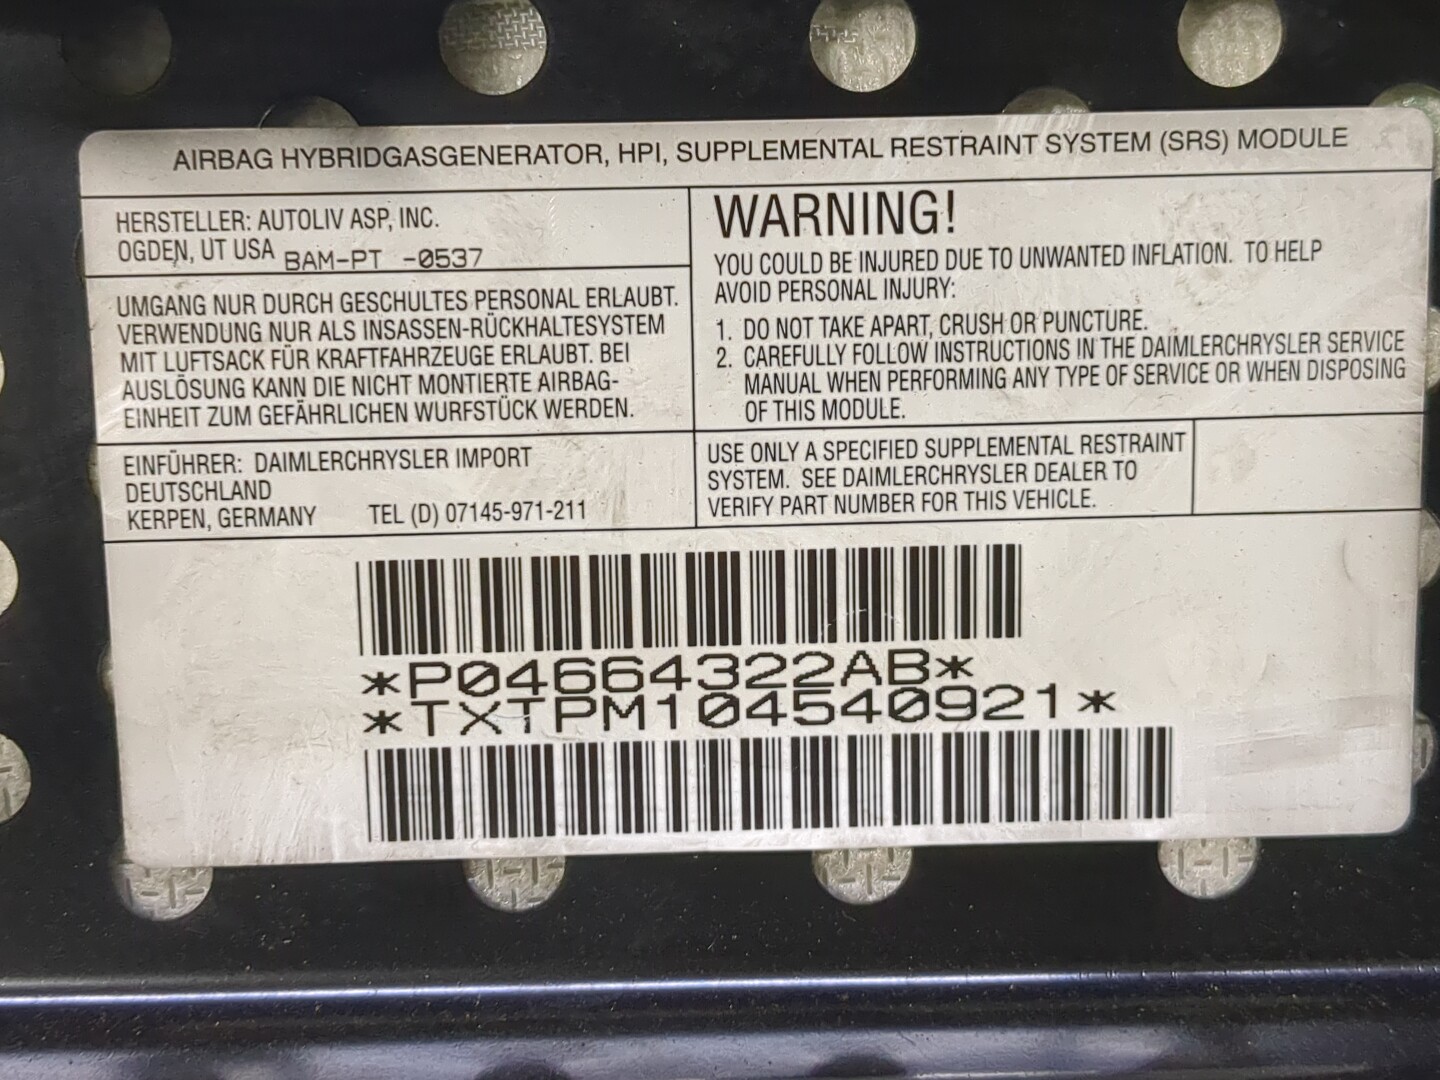 AIRBAG HYBRIDGASGENERATOR, HPI, SUPPLEMENTAL RESTRAINT SYSTEM (SRS) MODULE
HERSTELLER: AUTOLIV ASP, INC.
OGDEN, UT USA BAM-PT -0537
UMGANG NUR DURCH GESCHULTES PERSONAL ERLAUBT.
VERWENDUNG NUR ALS INSASSEN-RÜCKHALTESYSTEM
MIT LUFTSACK FÜR KRAFTFAHRZEUGE ERLAUBT. BEI
AUSLÖSUNG KANN DIE NICHT MONTIERTE AIRBAG-
EINHEIT ZUM GEFÄHRLICHEN WURFSTÜCK WERDEN.
EINFÜHRER: DAIMLERCHRYSLER IMPORT
DEUTSCHLAND
KERPEN, GERMANY TEL (D) 07145-971-211
WARNING!
YOU COULD BE INJURED DUE TO UNWANTED INFLATION. TO HELP
AVOID PERSONAL INJURY:
1. DO NOT TAKE APART, CRUSH OR PUNCTURE.
2. CAREFULLY FOLLOW INSTRUCTIONS IN THE DAIMLERCHRYSLER SERVICE
MANUAL WHEN PERFORMING ANY TYPE OF SERVICE OR WHEN DISPOSING
OF THIS MODULE.
USE ONLY A SPECIFIED SUPPLEMENTAL RESTRAINT
SYSTEM. SEE DAIMLERCHRYSLER DEALER TO
VERIFY PART NUMBER FOR THIS VEHICLE.
*P04664322AB*
*TXTPM104540921*